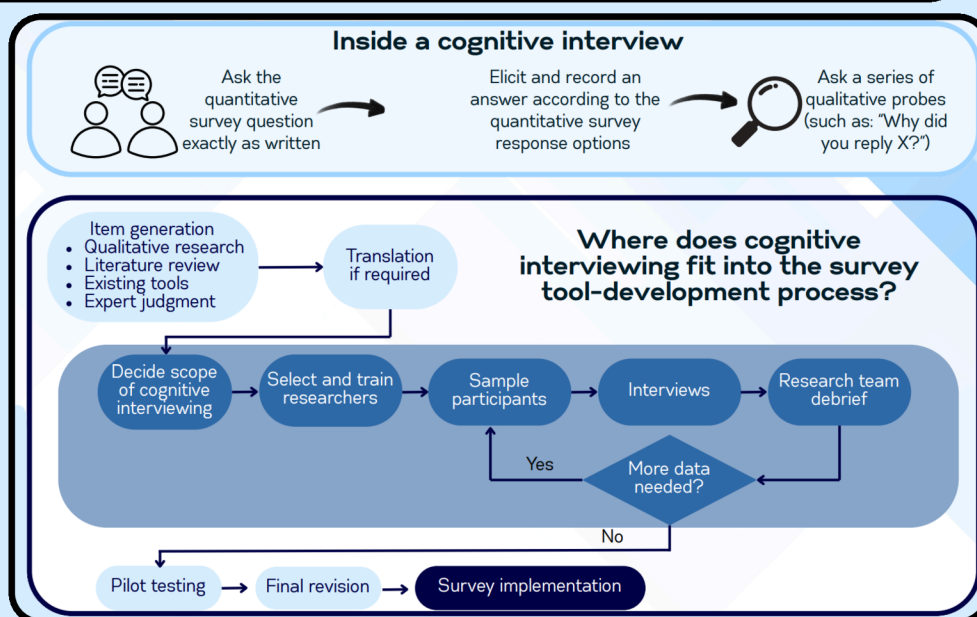 Inside a cognitive interview
Ask the
quantitative
survey question
exactly as written
Elicit and record an
answer according to the
quantitative survey
response options
Ask a series of
qualitative probes
(such as: "Why did
you reply X?")
Where does cognitive
interviewing fit into the survey
tool-development process?
Item generation
• Qualitative research
• Literature review
• Existing tools
• Expert judgment
Translation
if required
Decide scope
of cognitive
interviewing
Select and train
researchers
Sample
participants
Interviews
Research team
debrief
More data
needed?
Yes
No
Pilot testing
Final revision
Survey implementation